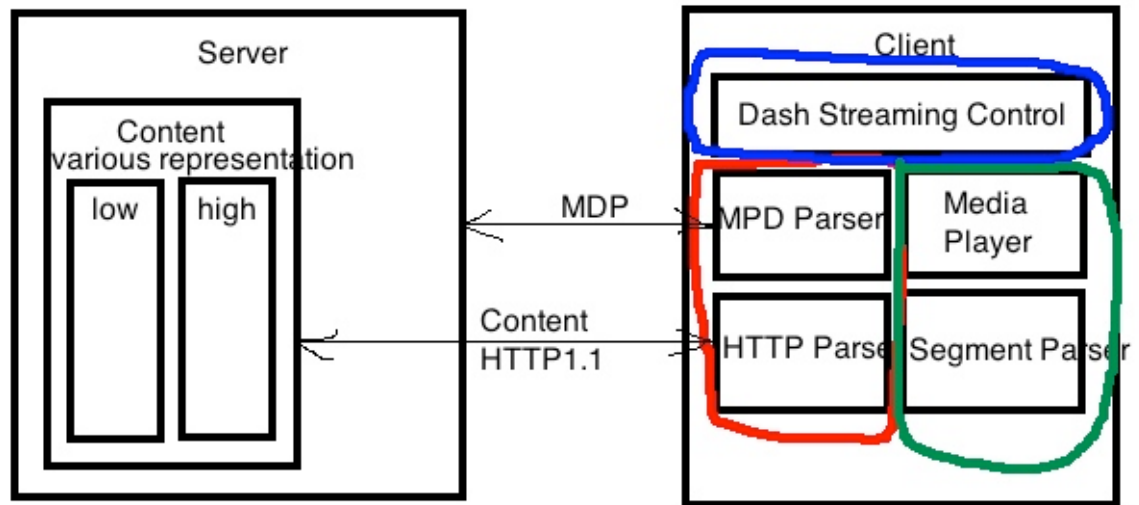 Server
Content
various representation
low
high
MDP
Content
HTTP1.1
Client
Dash Streaming Control
MPD Parser
Media
Player
HTTP Parse
Segment Parser